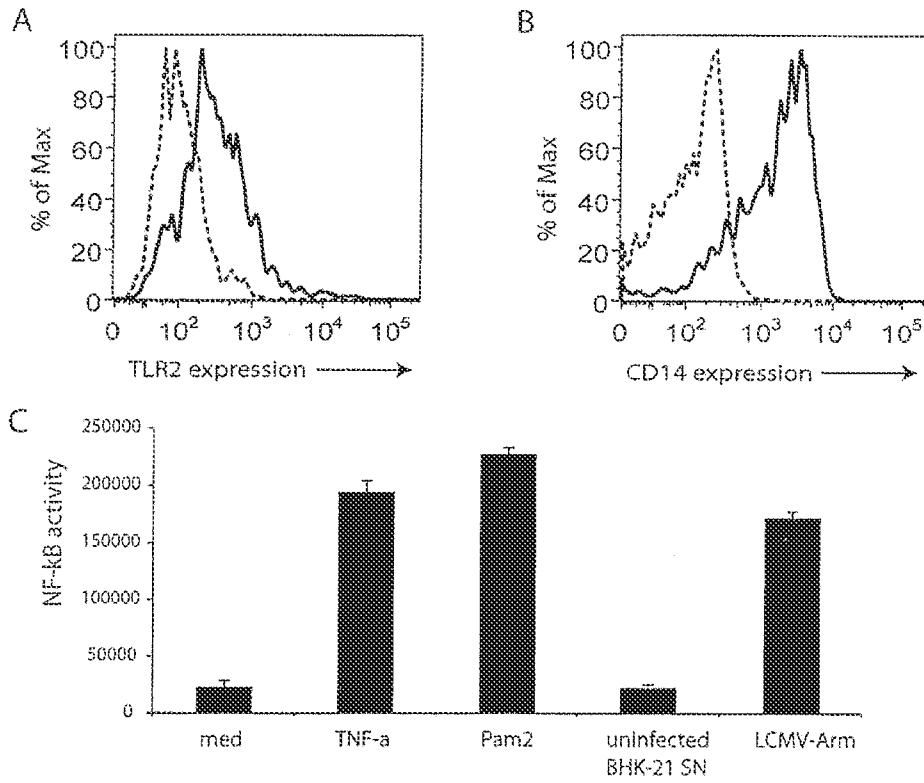 A
B
100
80
60
40
20
0
% of Max
0 10² 10³ 10⁴ 10⁵
TLR2 expression
100
80
60
40
20
0
% of Max
0 10² 10³ 10⁴ 10⁵
CD14 expression
C
250000
200000
150000
100000
50000
0
NF-kB activity
med
TNF-a
Pam2
uninfected
BHK-21 SN
LCMV-Arm